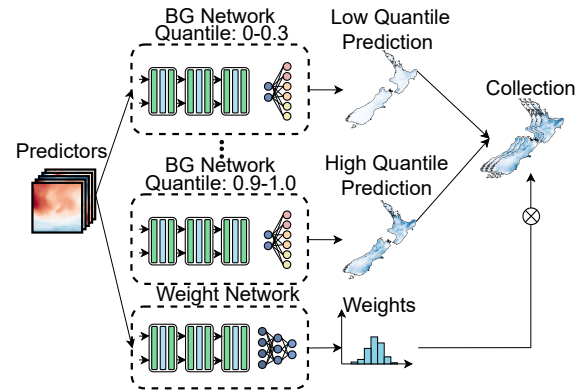 BG Network
Quantile: 0-0.3
Low Quantile
Prediction
Collection
Predictors
BG Network
Quantile: 0.9-1.0
High Quantile
Prediction
Weight Network
Weights